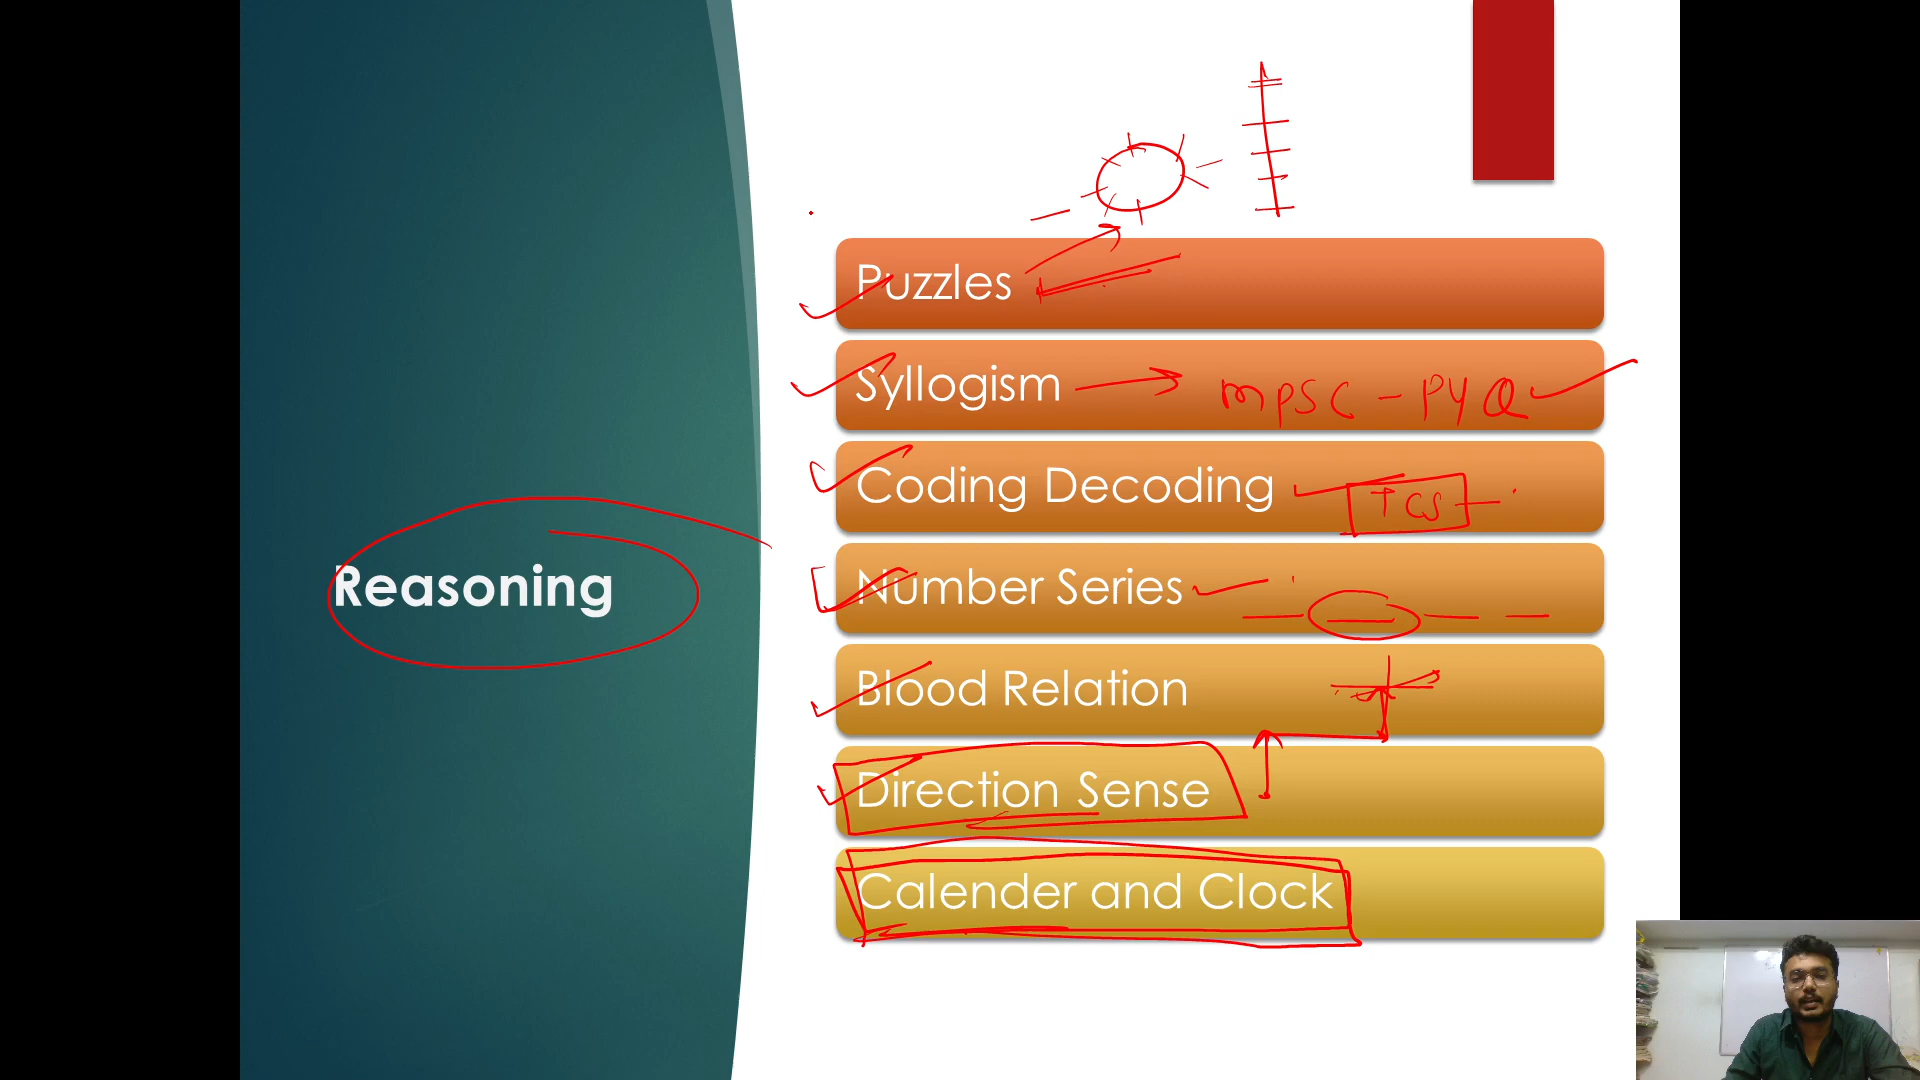 Reasoning
Puzzles
Syllogism
MPSC - PYQ
Coding Decoding
TCS
Number Series
Blood Relation
Direction Sense
Calender and Clock